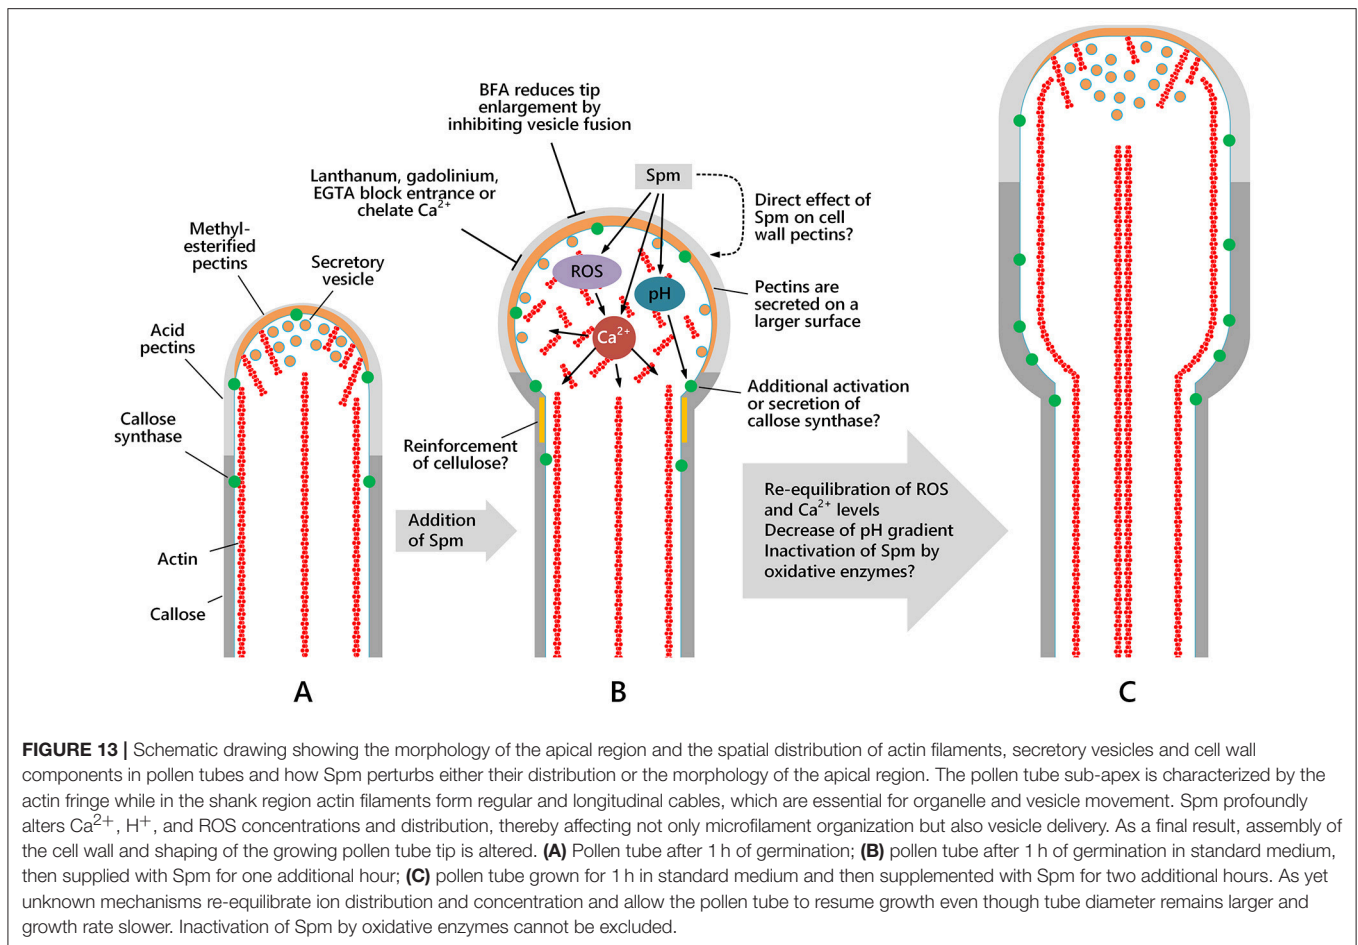 BFA reduces tip
enlargement by
inhibiting vesicle fusion
Lanthanum, gadolinium,
EGTA block entrance or
chelate Ca²⁺
Spm
Direct effect of
Spm on cell
wall pectins?
Methyl-
esterified
pectins
Secretory
vesicle
ROS
pH
Pectins are
secreted on a
larger surface
Acid
pectins
Ca²⁺
Callose
synthase
Additional activation
or secretion of
callose synthase?
Reinforcement
of cellulose?
Addition
of Spm
Re-equilibration of ROS
and Ca²⁺ levels
Decrease of pH gradient
Inactivation of Spm by
oxidative enzymes?
Actin
Callose
A
B
C
FIGURE 13 | Schematic drawing showing the morphology of the apical region and the spatial distribution of actin filaments, secretory vesicles and cell wall
components in pollen tubes and how Spm perturbs either their distribution or the morphology of the apical region. The pollen tube sub-apex is characterized by the
actin fringe while in the shank region actin filaments form regular and longitudinal cables, which are essential for organelle and vesicle movement. Spm profoundly
alters Ca²⁺, H⁺, and ROS concentrations and distribution, thereby affecting not only microfilament organization but also vesicle delivery. As a final result, assembly of
the cell wall and shaping of the growing pollen tube tip is altered. (A) Pollen tube after 1 h of germination; (B) pollen tube after 1 h of germination in standard medium,
then supplied with Spm for one additional hour; (C) pollen tube grown for 1 h in standard medium and then supplemented with Spm for two additional hours. As yet
unknown mechanisms re-equilibrate ion distribution and concentration and allow the pollen tube to resume growth even though tube diameter remains larger and
growth rate slower. Inactivation of Spm by oxidative enzymes cannot be excluded.